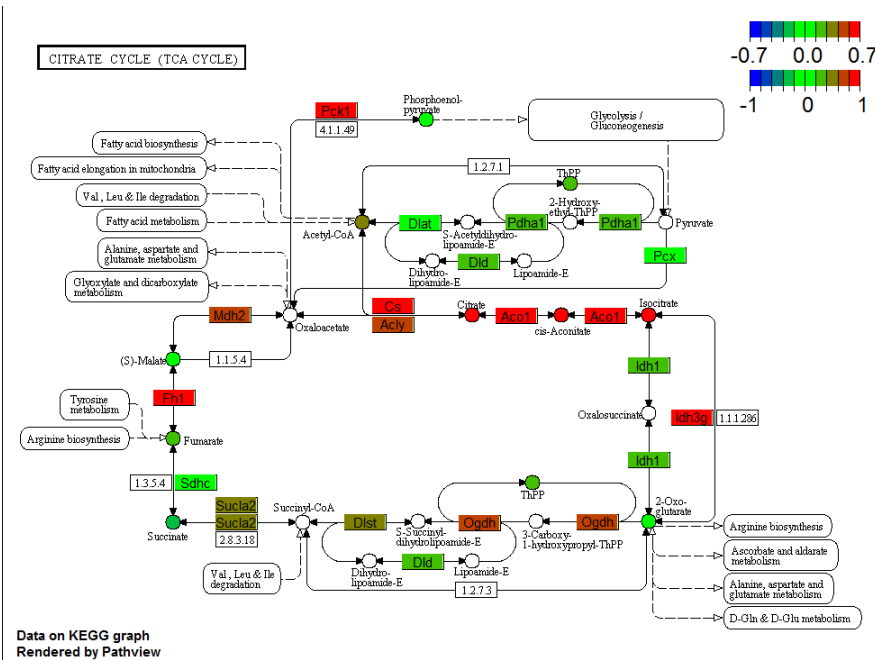 CITRATE CYCLE (TCA CYCLE)
-0.7 0.0 0.7
-1 0 1
Pck1
4.1.1.49
Phosphoenol-
pyruvate
Glycolysis /
Gluconeogenesis
Fatty acid biosynthesis
Fatty acid elongation in mitochondria
Val, Leu & Ile degradation
Fatty acid metabolism
Alanine, aspartate and
glutamate metabolism
Glyoxylate and dicarboxylate
metabolism
1.2.7.1
ThPP
Acetyl-CoA
Dlat
S-Acetyldihydro-
lipoamide-E
Pdha1
2-Hydroxy-
ethyl-ThPP
Pdha1
Pyruvate
Dihydro-
lipoamide-E
Dld
Lipoamide-E
Pcx
Mdh2
Oxaloacetate
Cs
Acly
Citrate
Aco1
cis-Aconitate
Aco1
Isocitrate
(S)-Malate
1.1.5.4
Idh1
Fh1
Tyrosine
metabolism
Arginine biosynthesis
Fumarate
Oxalosuccinate
Idh3g
1.1.1.286
Idh1
1.3.5.4
Sdhc
ThPP
Succinate
Sucla2
Sucla2
2.8.3.18
Succinyl-CoA
Dlst
S-Succinyl-
dihydrolipoamide-E
Ogdh
3-Carboxy-
1-hydroxypropyl-ThPP
Ogdh
2-Oxo-
glutarate
Val, Leu & Ile
degradation
Dihydro-
lipoamide-E
Dld
Lipoamide-E
1.2.7.3
Arginine biosynthesis
Ascorbate and aldarate
metabolism
Alanine, aspartate and
glutamate metabolism
D-Gln & D-Glu metabolism
Data on KEGG graph
Rendered by Pathview